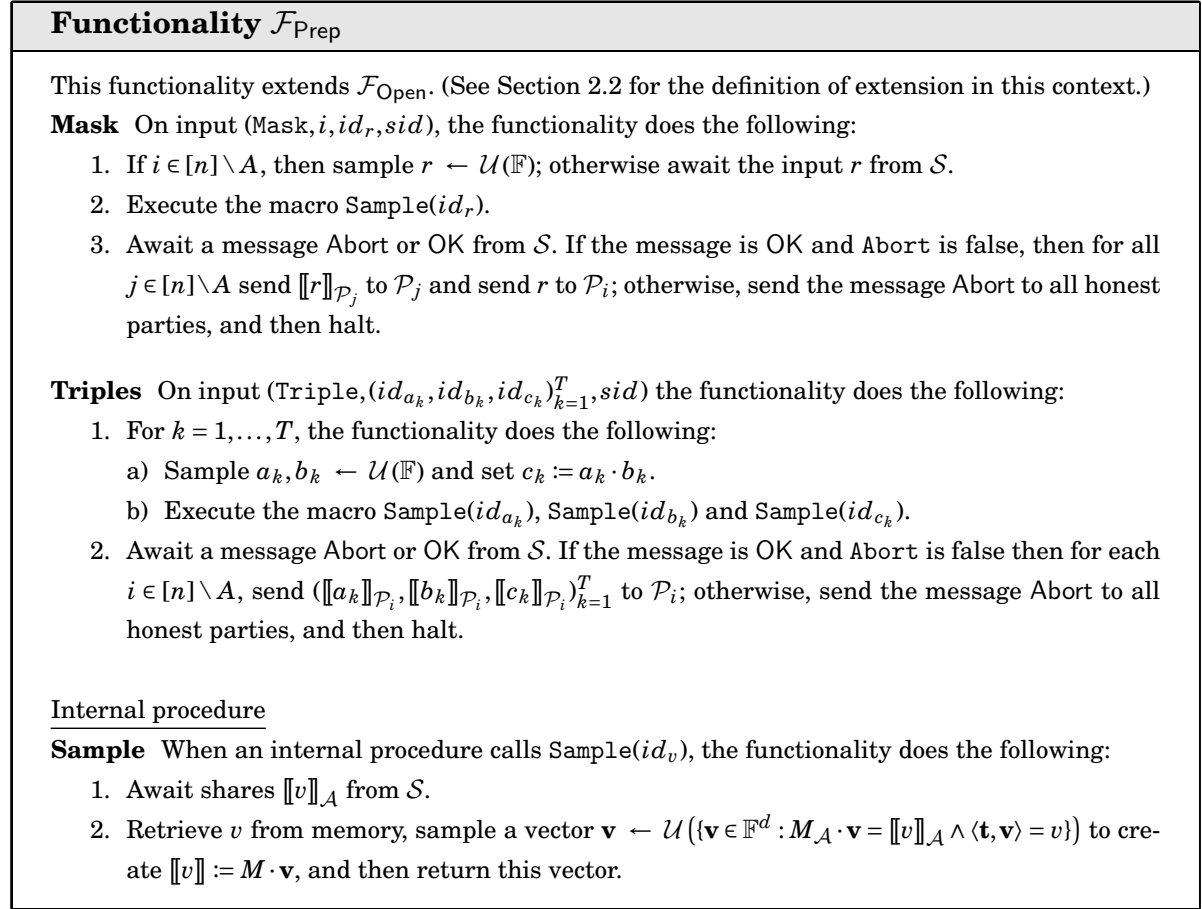 Functionality 𝓕_Prep
This functionality extends 𝓕_Open. (See Section 2.2 for the definition of extension in this context.)
Mask On input (Mask, i, id_r, sid), the functionality does the following:
1. If i ∈ [n] \ A, then sample r ← 𝒰(𝔽); otherwise await the input r from 𝒮.
2. Execute the macro Sample(id_r).
3. Await a message Abort or OK from 𝒮. If the message is OK and Abort is false, then for all
j ∈ [n] \ A send ⟦r⟧_{𝒫_j} to 𝒫_j and send r to 𝒫_i; otherwise, send the message Abort to all honest
parties, and then halt.
Triples On input (Triple, (id_{a_k}, id_{b_k}, id_{c_k})_{k=1}^T, sid) the functionality does the following:
1. For k = 1,...,T, the functionality does the following:
a) Sample a_k, b_k ← 𝒰(𝔽) and set c_k := a_k · b_k.
b) Execute the macro Sample(id_{a_k}), Sample(id_{b_k}) and Sample(id_{c_k}).
2. Await a message Abort or OK from 𝒮. If the message is OK and Abort is false then for each
i ∈ [n] \ A, send (⟦a_k⟧_{𝒫_i}, ⟦b_k⟧_{𝒫_i}, ⟦c_k⟧_{𝒫_i})_{k=1}^T to 𝒫_i; otherwise, send the message Abort to all
honest parties, and then halt.
Internal procedure
Sample When an internal procedure calls Sample(id_v), the functionality does the following:
1. Await shares ⟦v⟧_𝒜 from 𝒮.
2. Retrieve v from memory, sample a vector 𝐯 ← 𝒰({𝐯 ∈ 𝔽^d : M_𝒜 · 𝐯 = ⟦v⟧_𝒜 ∧ ⟨𝐭, 𝐯⟩ = v}) to cre-
ate ⟦v⟧ := M · 𝐯, and then return this vector.